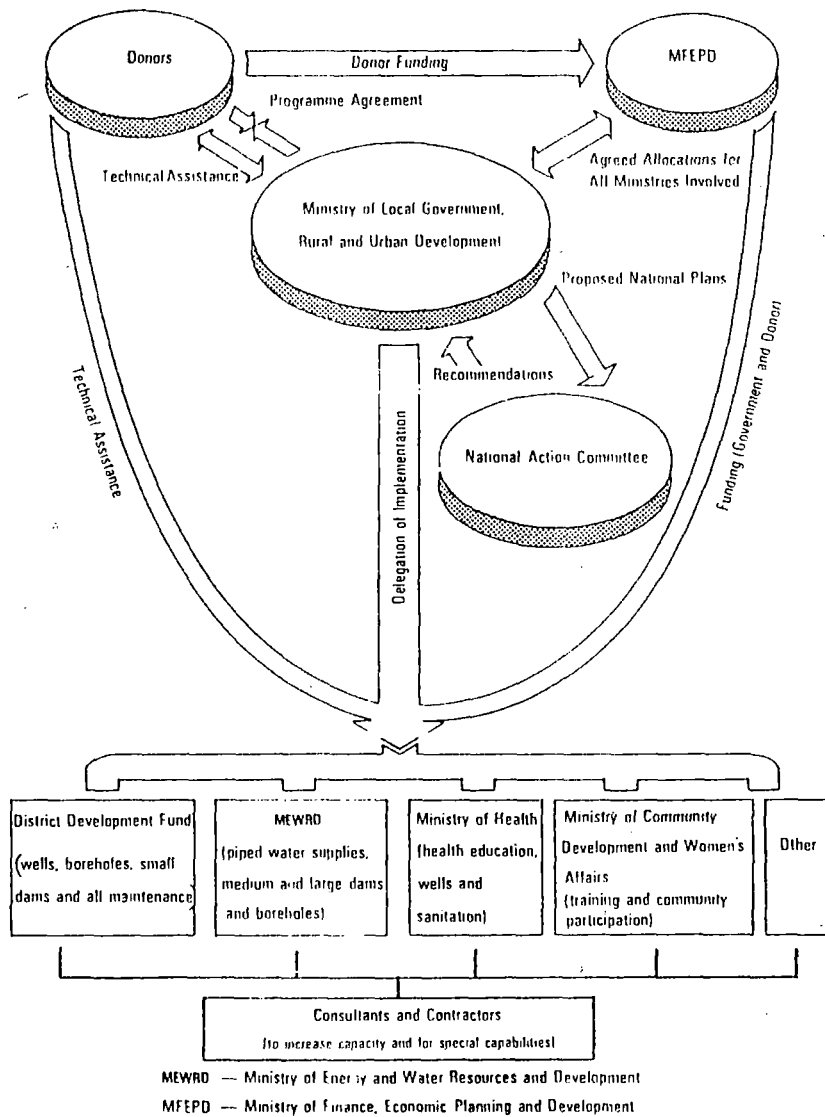 Donors
Donor Funding
MFEPD
Programme Agreement
Technical Assistance
Agreed Allocations for
All Ministries Involved
Ministry of Local Government,
Rural and Urban Development
Proposed National Plans
Recommendations
National Action Committee
Technical Assistance
Delegation of Implementation
Funding (Government and Donor)
District Development Fund
(wells, boreholes, small
dams and all maintenance)
MEWRD
(piped water supplies,
medium and large dams
and boreholes)
Ministry of Health
(health education,
wells and
sanitation)
Ministry of Community
Development and Women's
Affairs
(training and community
participation)
Other
Consultants and Contractors
(to increase capacity and for special capabilities)
MEWRD — Ministry of Energy and Water Resources and Development
MFEPD — Ministry of Finance, Economic Planning and Development